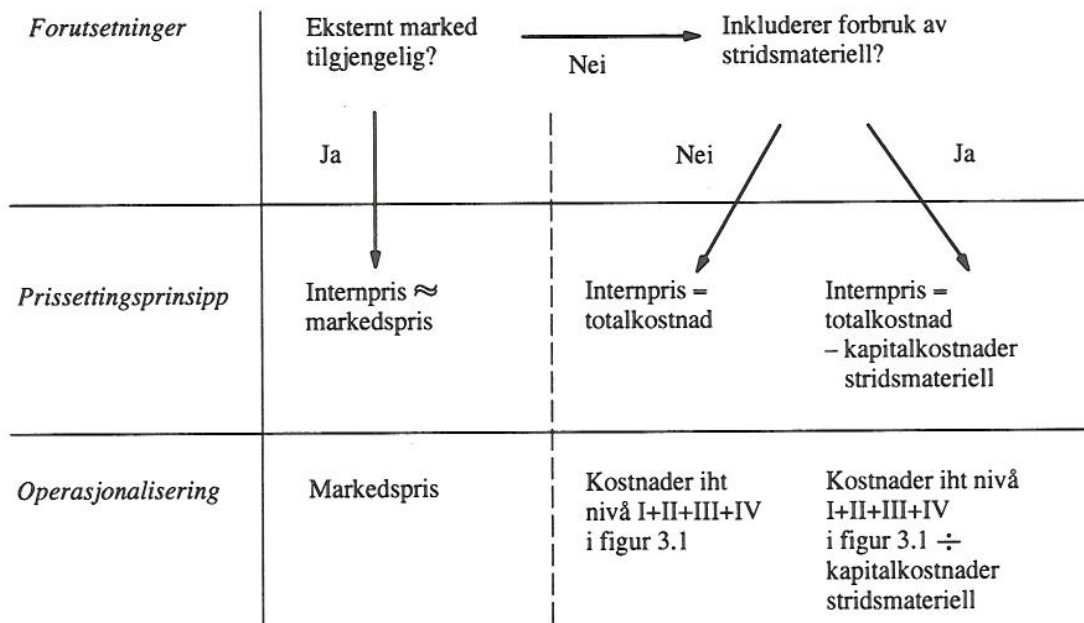 Forutsetninger
Eksternt marked
tilgjengelig?
Nei
Inkluderer forbruk av
stridsmateriell?
Ja
Nei
Ja
Prissettingsprinsipp
Internpris ≈
markedspris
Internpris =
totalkostnad
Internpris =
totalkostnad
– kapitalkostnader
stridsmateriell
Operasjonalisering
Markedspris
Kostnader iht
nivå I+II+III+IV
i figur 3.1
Kostnader iht nivå
I+II+III+IV
i figur 3.1 ÷
kapitalkostnader
stridsmateriell